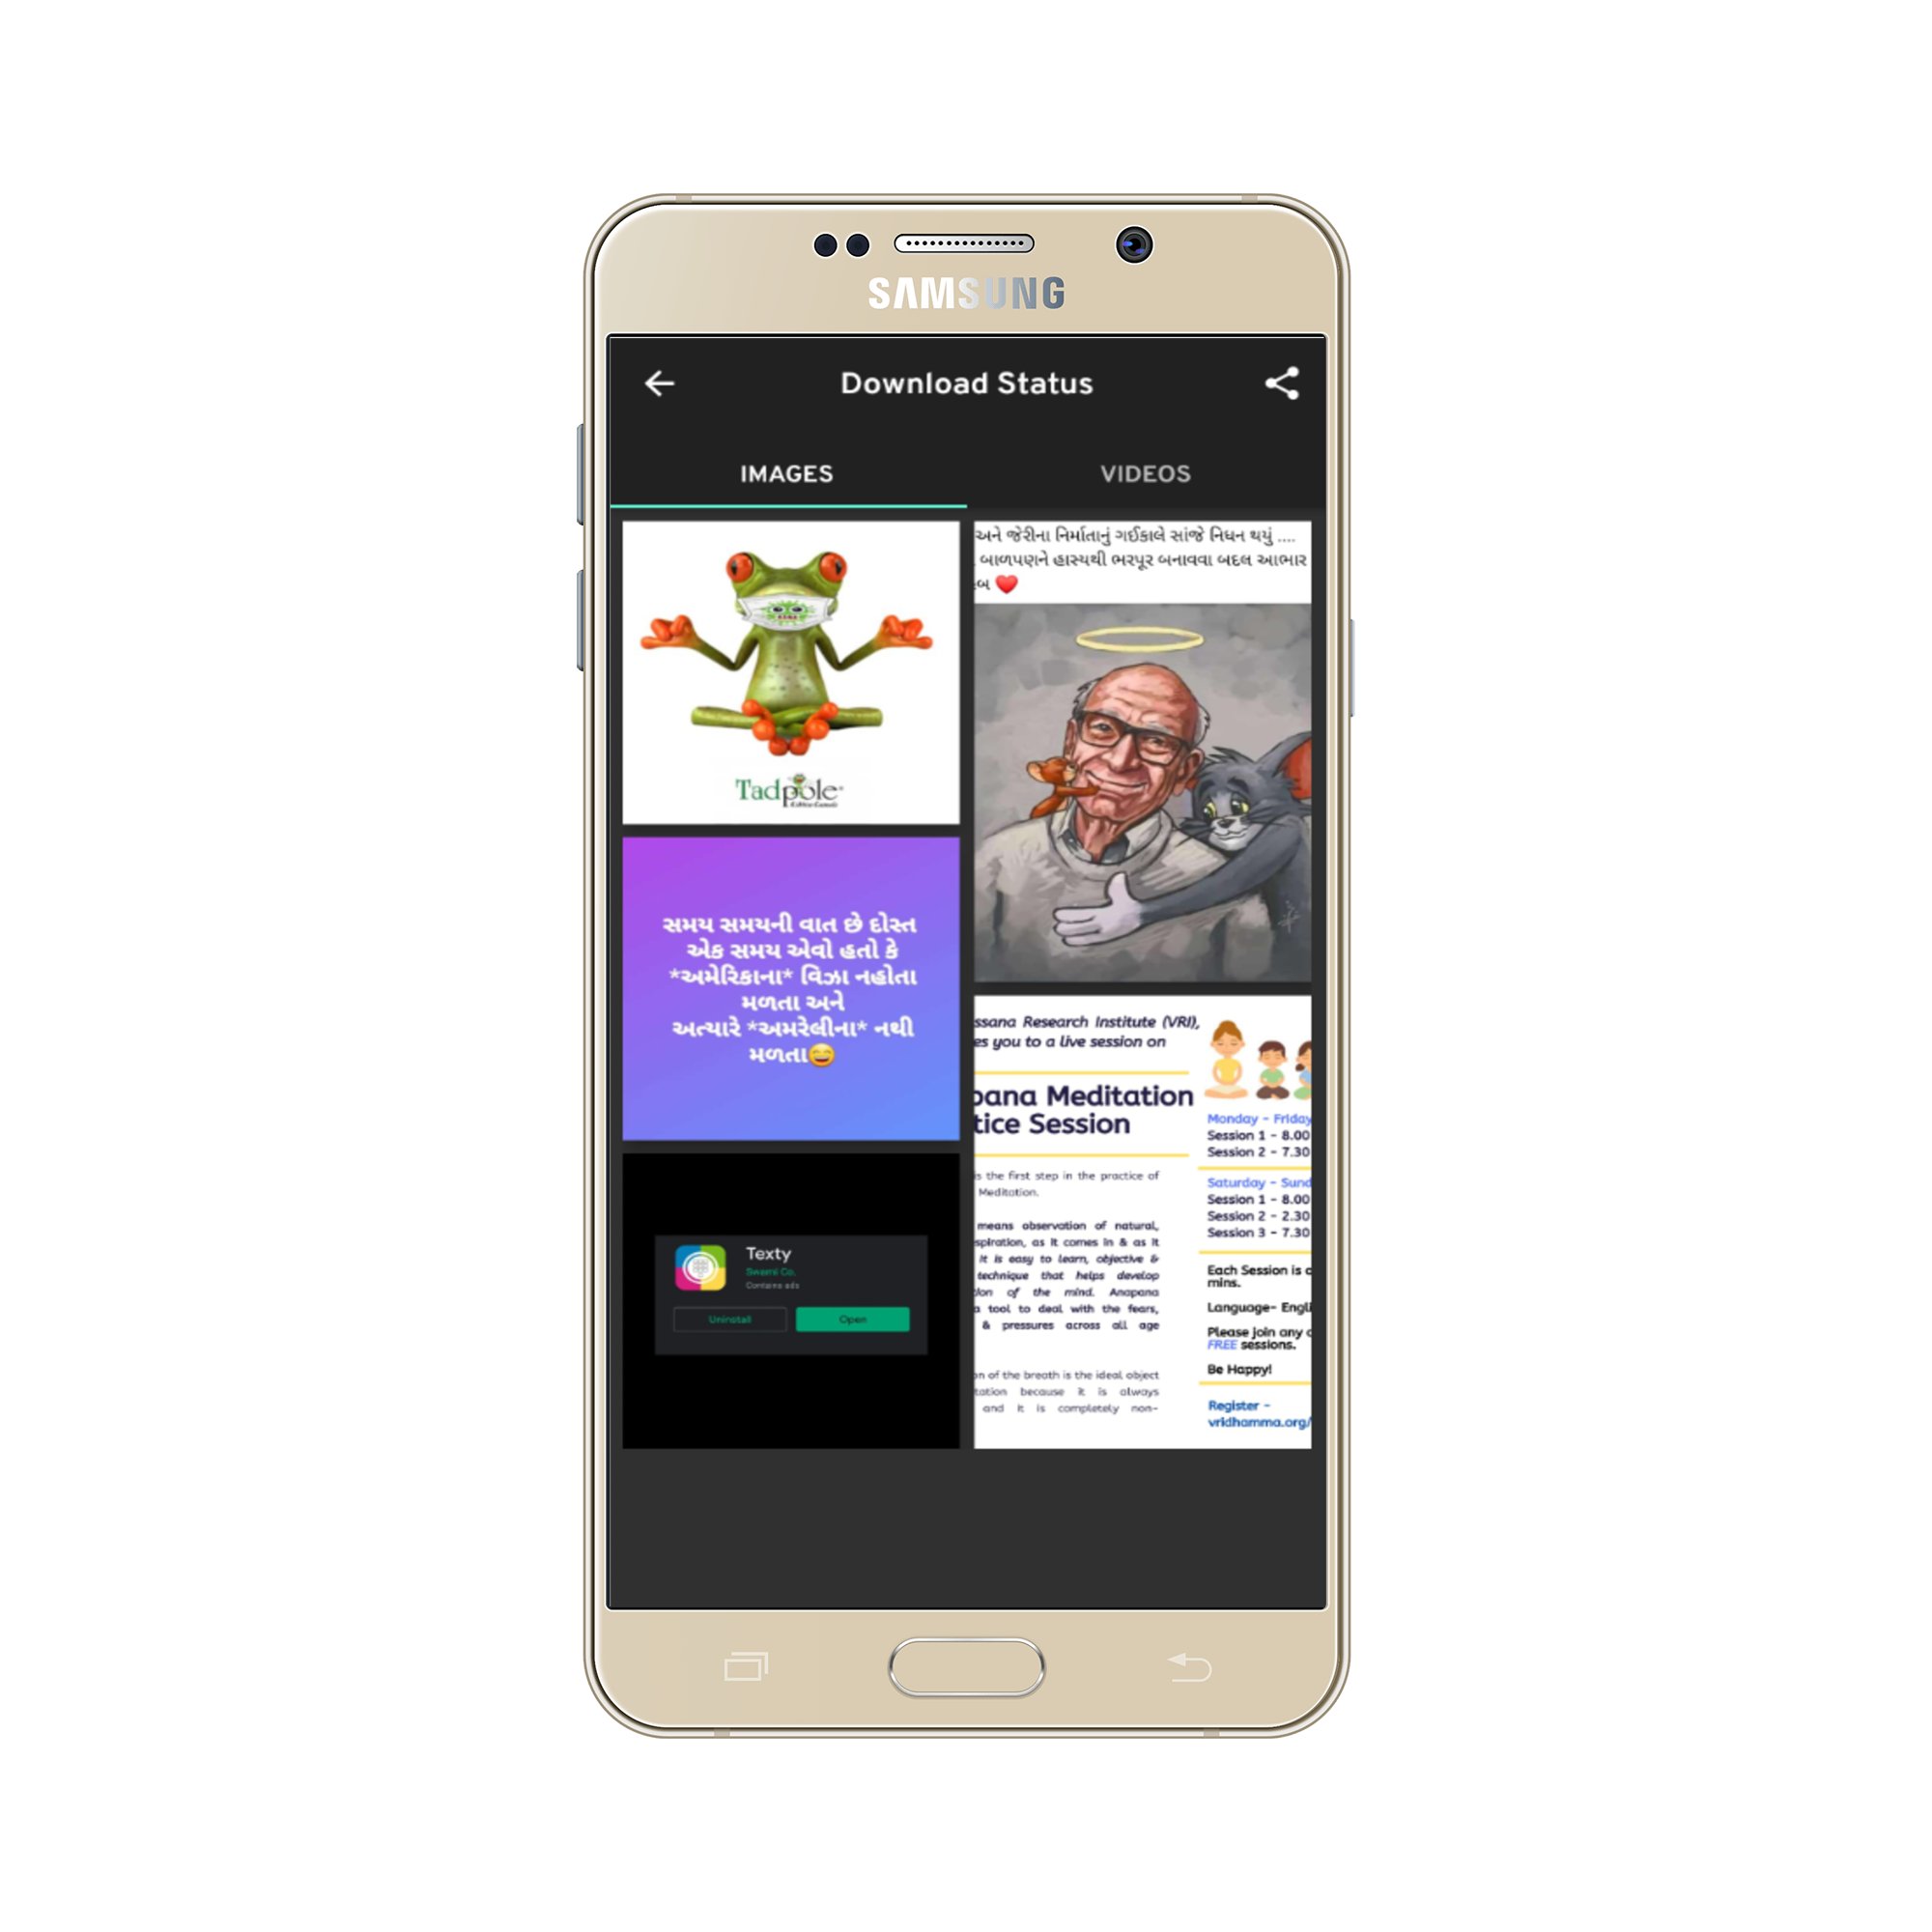 SAMSUNG
Download Status
IMAGES
VIDEOS
Tadpole
સમય સમયની વાત છે દોસ્ત
એક સમય એવો હતો કે
*અમેરિકાના* વિઝા નહોતા
મળતા અને
અત્યારે *અમરેલીના* નથી
મળતા😄
Texty
Swami Co.
Contains ads
Uninstall
Open
અને જેરીના નિર્માતાનું ગઈકાલે સાંજે નિધન થયું ....
બાળપણને હાસ્યથી ભરપૂર બનાવવા બદલ આભાર
❤️
ssana Research Institute (VRI),
es you to a live session on
pana Meditation
tice Session
is the first step in the practice of
Meditation.
means observation of natural,
spiration, as it comes in & as it
It is easy to learn, objective &
technique that helps develop
ion of the mind. Anapana
a tool to deal with the fears,
& pressures across all age
on of the breath is the ideal object
tation because it is always
and it is completely non-
Monday - Friday
Session 1 - 8.00
Session 2 - 7.30
Saturday - Sund
Session 1 - 8.00
Session 2 - 2.30
Session 3 - 7.30
Each Session is o
mins.
Language- Engli
Please join any o
FREE sessions.
Be Happy!
Register -
vridhamma.org/